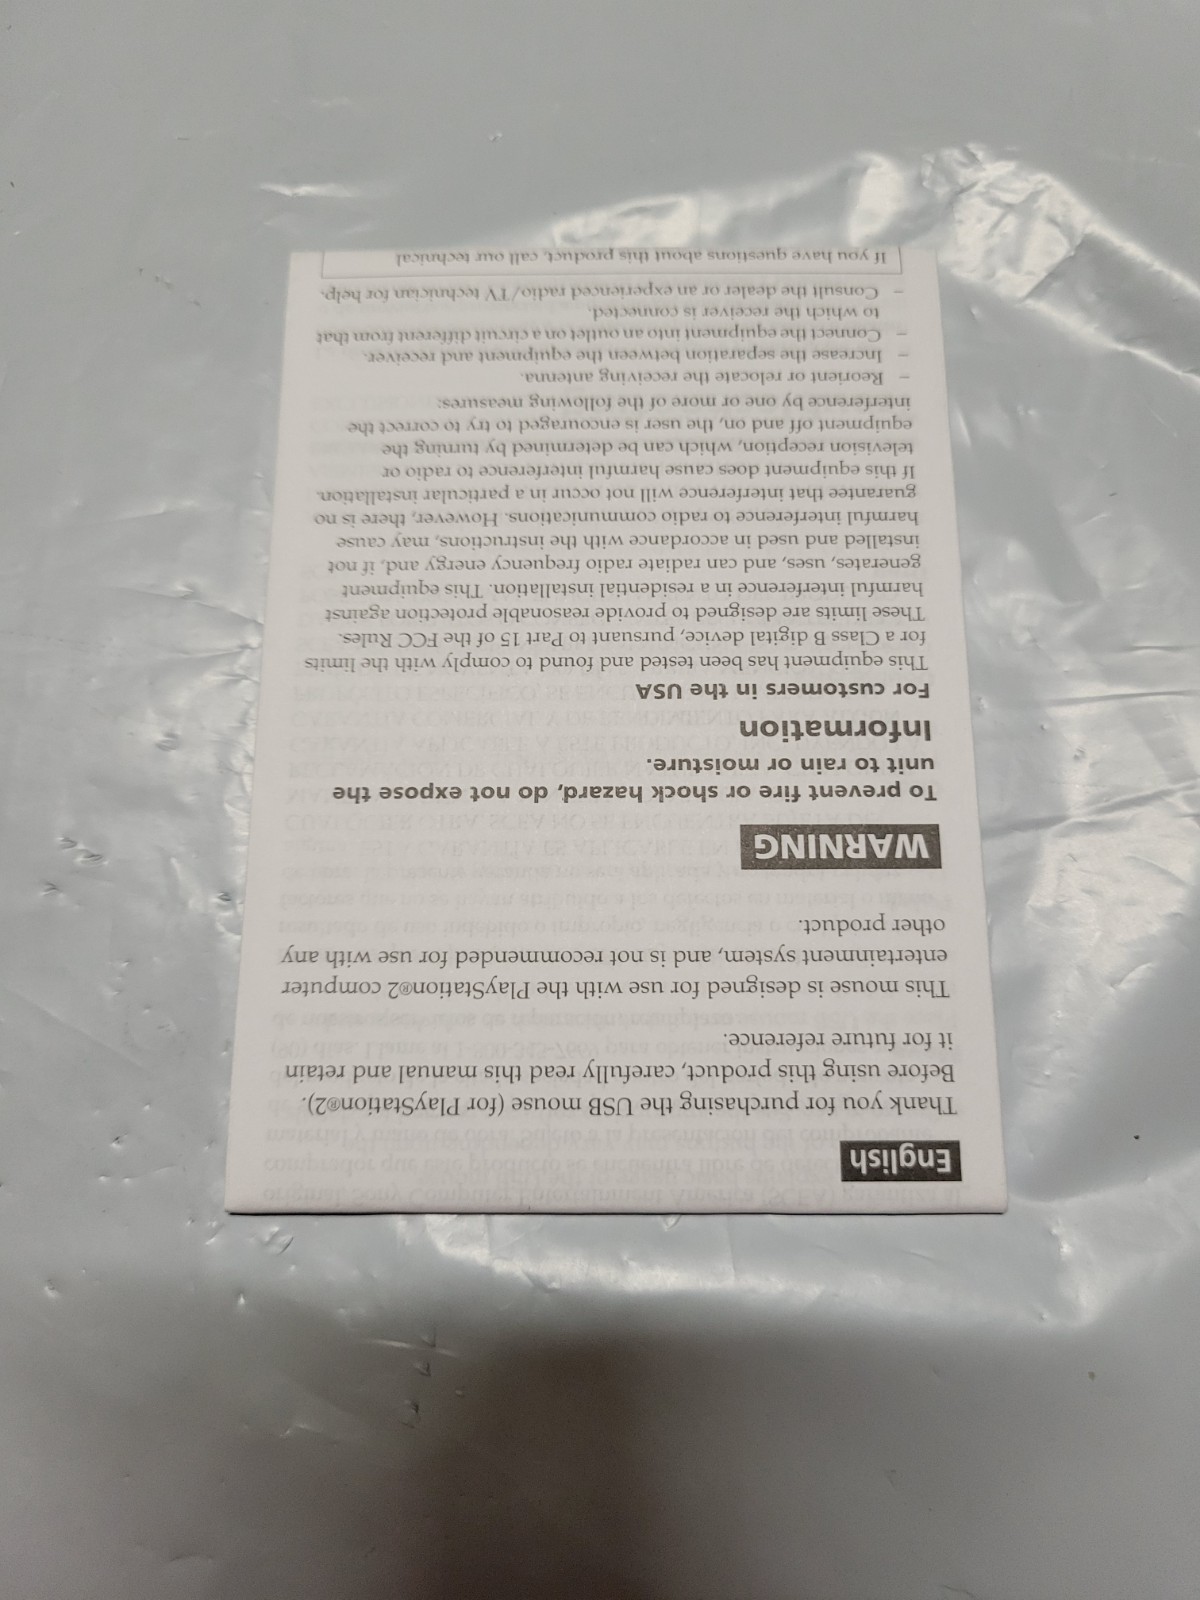 English
Thank you for purchasing the USB mouse (for PlayStation®2).
Before using this product, carefully read this manual and retain
it for future reference.
This mouse is designed for use with the PlayStation®2 computer
entertainment system, and is not recommended for use with any
other product.
WARNING
To prevent fire or shock hazard, do not expose the
unit to rain or moisture.
Information
For customers in the USA
This equipment has been tested and found to comply with the limits
for a Class B digital device, pursuant to Part 15 of the FCC Rules.
These limits are designed to provide reasonable protection against
harmful interference in a residential installation. This equipment
generates, uses, and can radiate radio frequency energy and, if not
installed and used in accordance with the instructions, may cause
harmful interference to radio communications. However, there is no
guarantee that interference will not occur in a particular installation.
If this equipment does cause harmful interference to radio or
television reception, which can be determined by turning the
equipment off and on, the user is encouraged to try to correct the
interference by one or more of the following measures:
– Reorient or relocate the receiving antenna.
– Increase the separation between the equipment and receiver.
– Connect the equipment into an outlet on a circuit different from that
to which the receiver is connected.
– Consult the dealer or an experienced radio/TV technician for help.
If you have questions about this product, call our technical